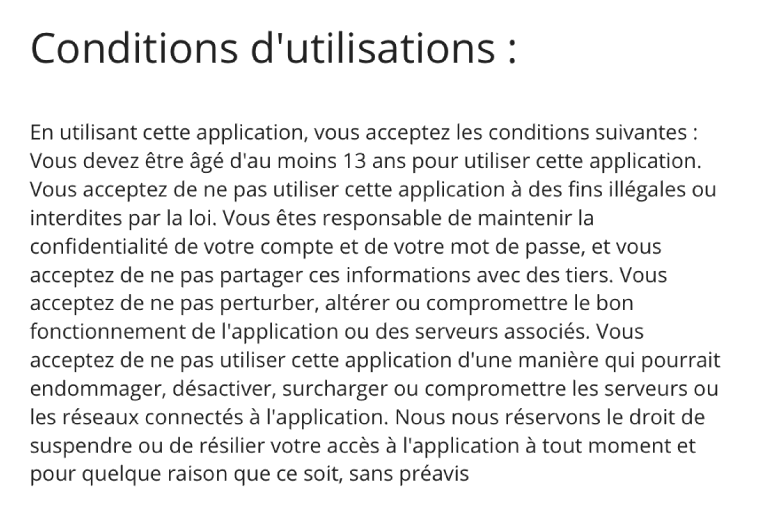 Conditions d'utilisations :
En utilisant cette application, vous acceptez les conditions suivantes :
Vous devez être âgé d'au moins 13 ans pour utiliser cette application.
Vous acceptez de ne pas utiliser cette application à des fins illégales ou
interdites par la loi. Vous êtes responsable de maintenir la
confidentialité de votre compte et de votre mot de passe, et vous
acceptez de ne pas partager ces informations avec des tiers. Vous
acceptez de ne pas perturber, altérer ou compromettre le bon
fonctionnement de l'application ou des serveurs associés. Vous
acceptez de ne pas utiliser cette application d'une manière qui pourrait
endommager, désactiver, surcharger ou compromettre les serveurs ou
les réseaux connectés à l'application. Nous nous réservons le droit de
suspendre ou de résilier votre accès à l'application à tout moment et
pour quelque raison que ce soit, sans préavis